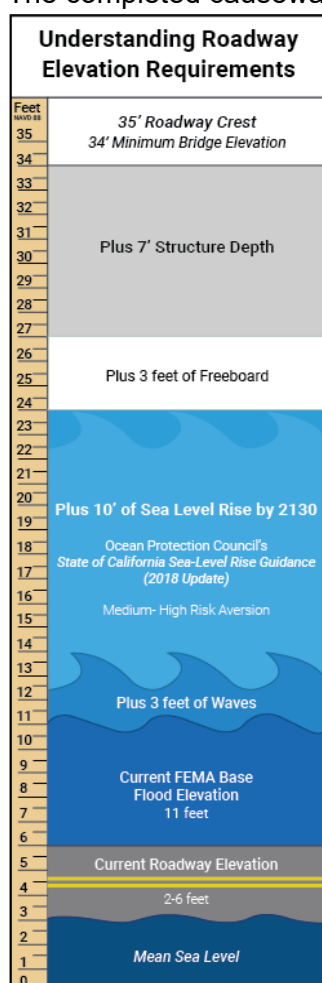 The completed causewa
Understanding Roadway
Elevation Requirements
Feet
NAVD 88
35
35' Roadway Crest
34' Minimum Bridge Elevation
34
33
32
31
Plus 7' Structure Depth
30
29
28
27
26
Plus 3 feet of Freeboard
25
24
23
22
21
20
Plus 10' of Sea Level Rise by 2130
19
18
Ocean Protection Council's
State of California Sea-Level Rise Guidance
17
(2018 Update)
16
Medium- High Risk Aversion
15
14
13
12
Plus 3 feet of Waves
11
10
9
Current FEMA Base
8
Flood Elevation
7
11 feet
6
5
Current Roadway Elevation
4
2-6 feet
3
2
1
Mean Sea Level
0